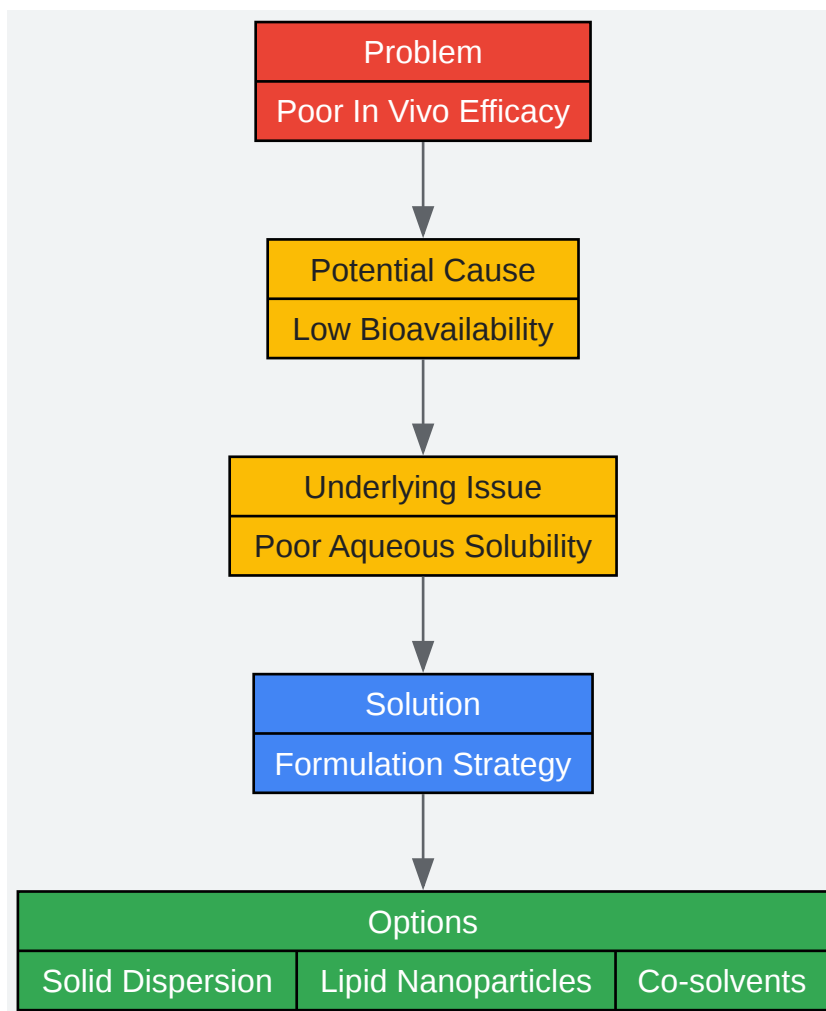 Problem
Poor In Vivo Efficacy
Potential Cause
Low Bioavailability
Underlying Issue
Poor Aqueous Solubility
Solution
Formulation Strategy
Options
Solid Dispersion
Lipid Nanoparticles
Co-solvents